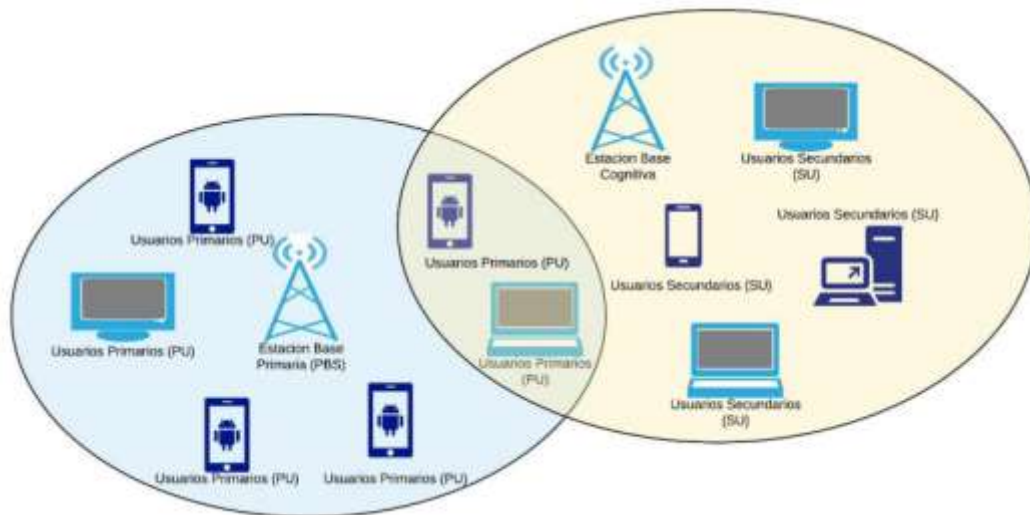 Estacion Base
Cognitiva
Usuarios Secundarios
(SU)
Usuarios Secundarios (SU)
Usuarios Primarios (PU)
Usuarios Primarios (PU)
Usuarios Secundarios (SU)
Usuarios Primarios (PU)
Estacion Base
Primaria (PBS)
Usuarios Primarios
(PU)
Usuarios Secundarios
(SU)
Usuarios Primarios (PU)
Usuarios Primarios (PU)